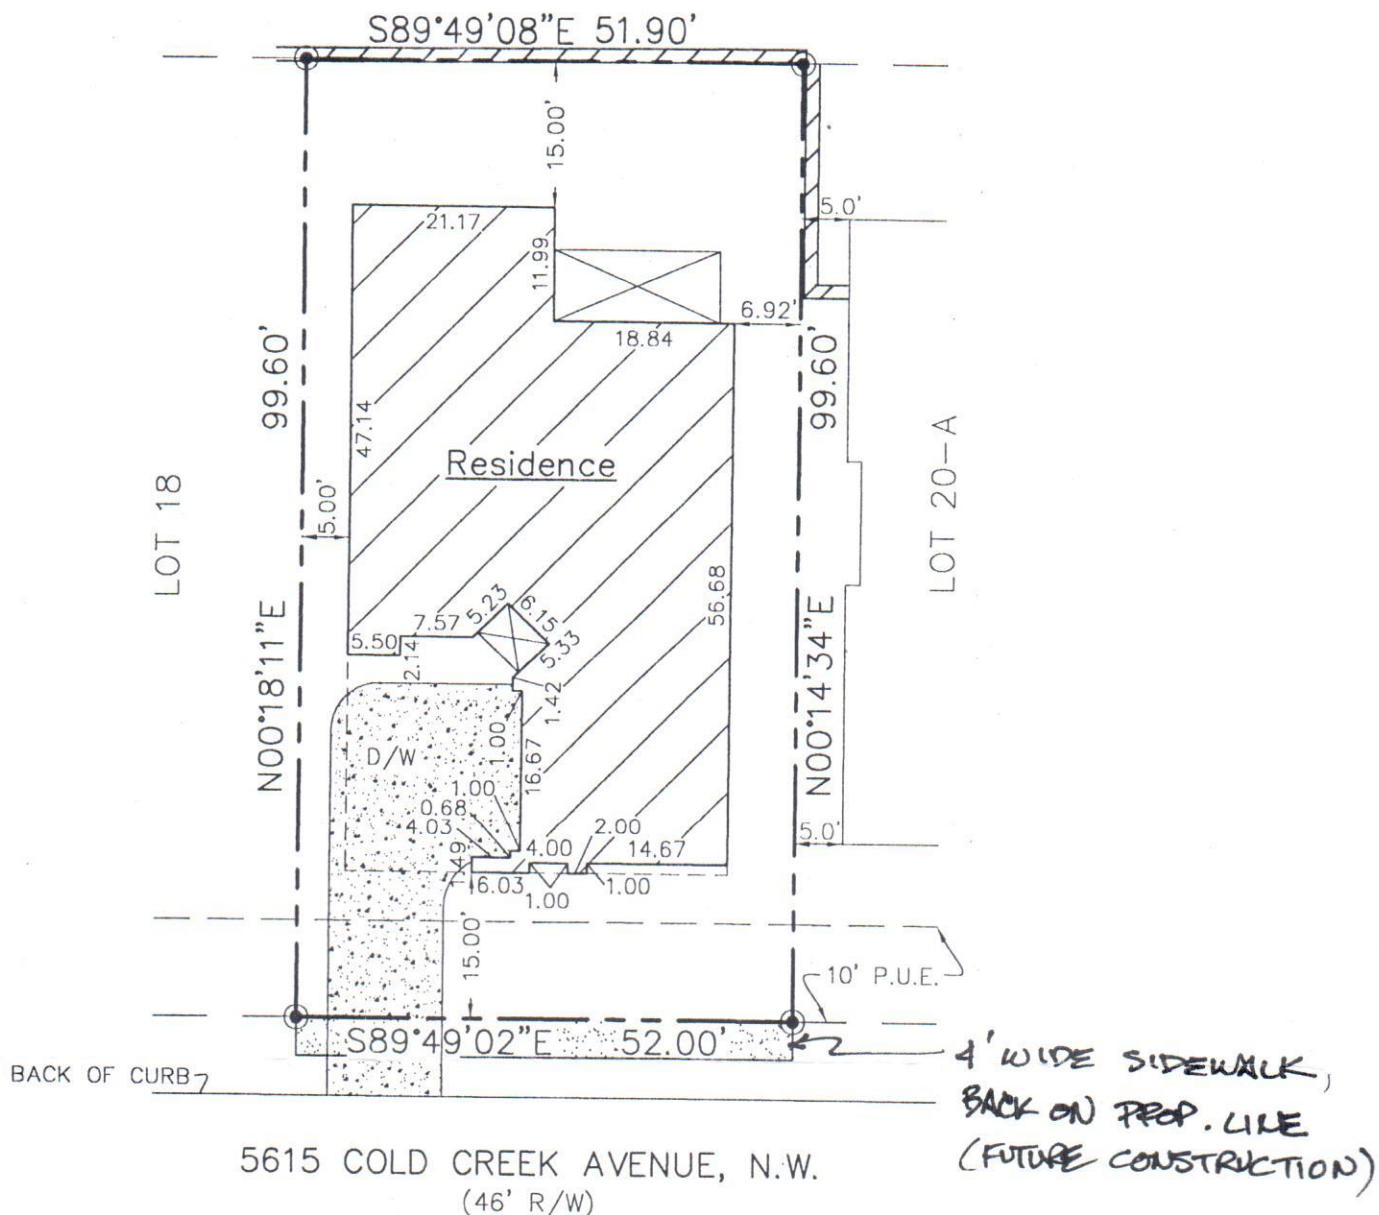 S89°49'08"E 51.90'
15.00'
5.0'
21.17
11.99
6.92'
18.84
99.60'
99.60'
47.14
Residence
LOT 18
LOT 20-A
5.00'
56.68
5.23
6.15
7.57
5.50
5.33
2.14
N00°18'11"E
N00°14'34"E
1.42
1.00
D/W
16.67
1.00
0.68
4.03
2.00
5.0'
4.00
14.67
1.49
6.03
1.00
1.00
15.00'
10' P.U.E.
S89°49'02"E 52.00'
BACK OF CURB
4' WIDE SIDEWALK,
BACK ON PROP. LINE
(FUTURE CONSTRUCTION)
5615 COLD CREEK AVENUE, N.W.
(46' R/W)